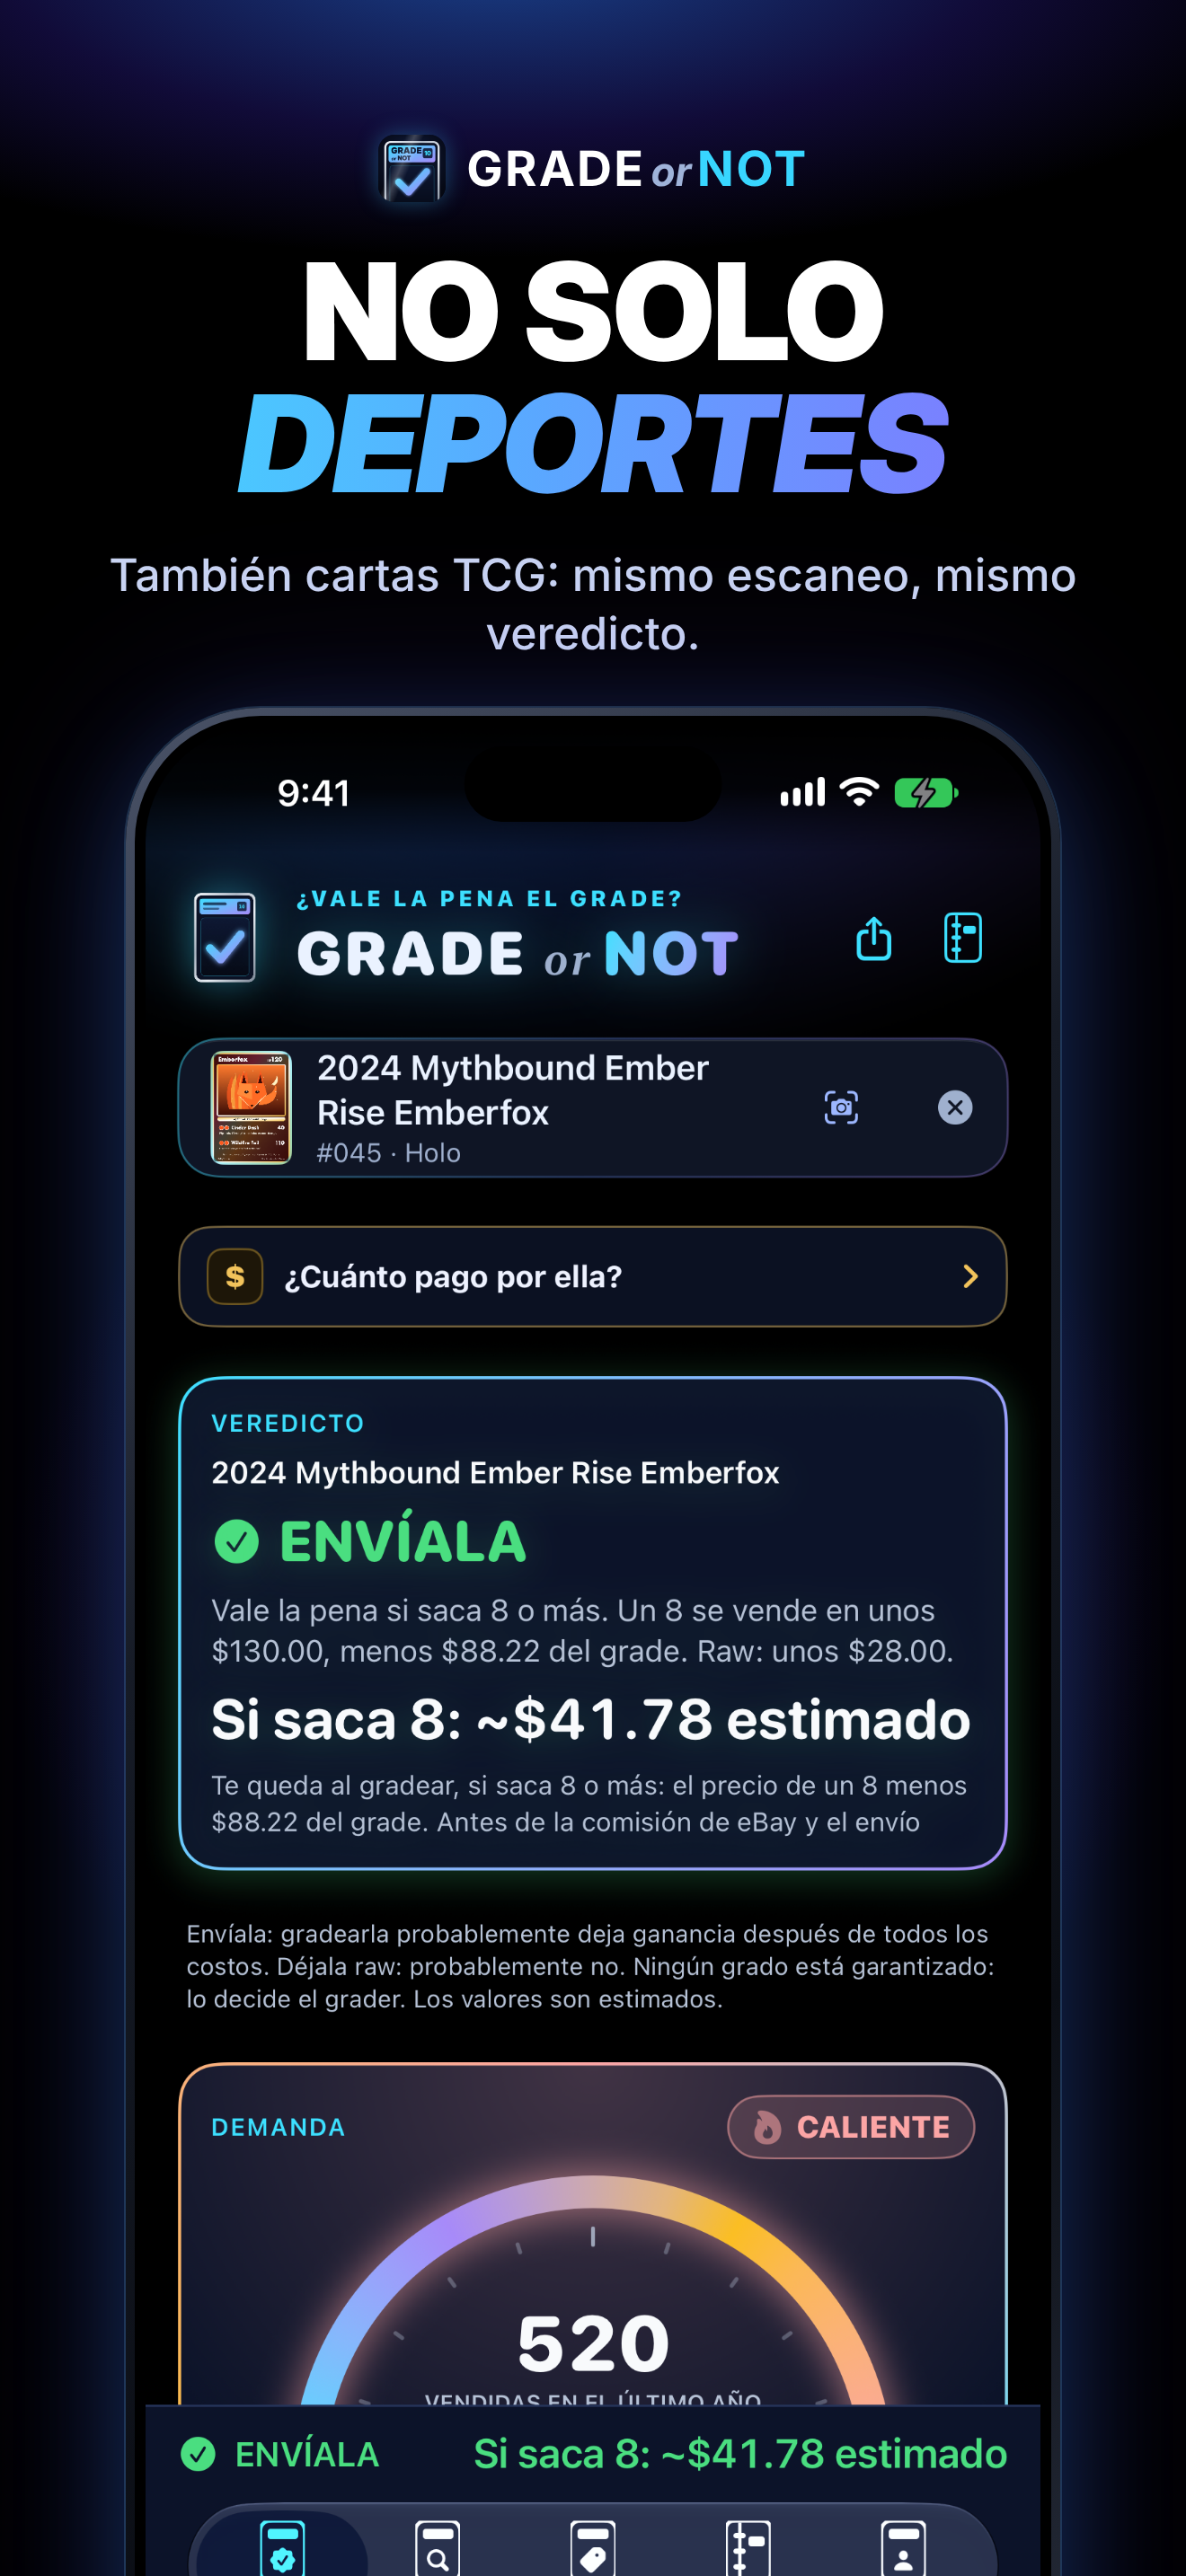 GRADE or NOT
NO SOLO
DEPORTES
También cartas TCG: mismo escaneo, mismo
veredicto.
9:41
¿VALE LA PENA EL GRADE?
GRADE or NOT
Emberfox
120
2024 Mythbound Ember
Rise Emberfox
#045 · Holo
$
¿Cuánto pago por ella?
VEREDICTO
2024 Mythbound Ember Rise Emberfox
ENVÍALA
Vale la pena si saca 8 o más. Un 8 se vende en unos
$130.00, menos $88.22 del grade. Raw: unos $28.00.
Si saca 8: ~$41.78 estimado
Te queda al gradear, si saca 8 o más: el precio de un 8 menos
$88.22 del grade. Antes de la comisión de eBay y el envío
Envíala: gradearla probablemente deja ganancia después de todos los
costos. Déjala raw: probablemente no. Ningún grado está garantizado:
lo decide el grader. Los valores son estimados.
DEMANDA
CALIENTE
520
VENDIDAS EN EL ÚLTIMO AÑO
ENVÍALA
Si saca 8: ~$41.78 estimado